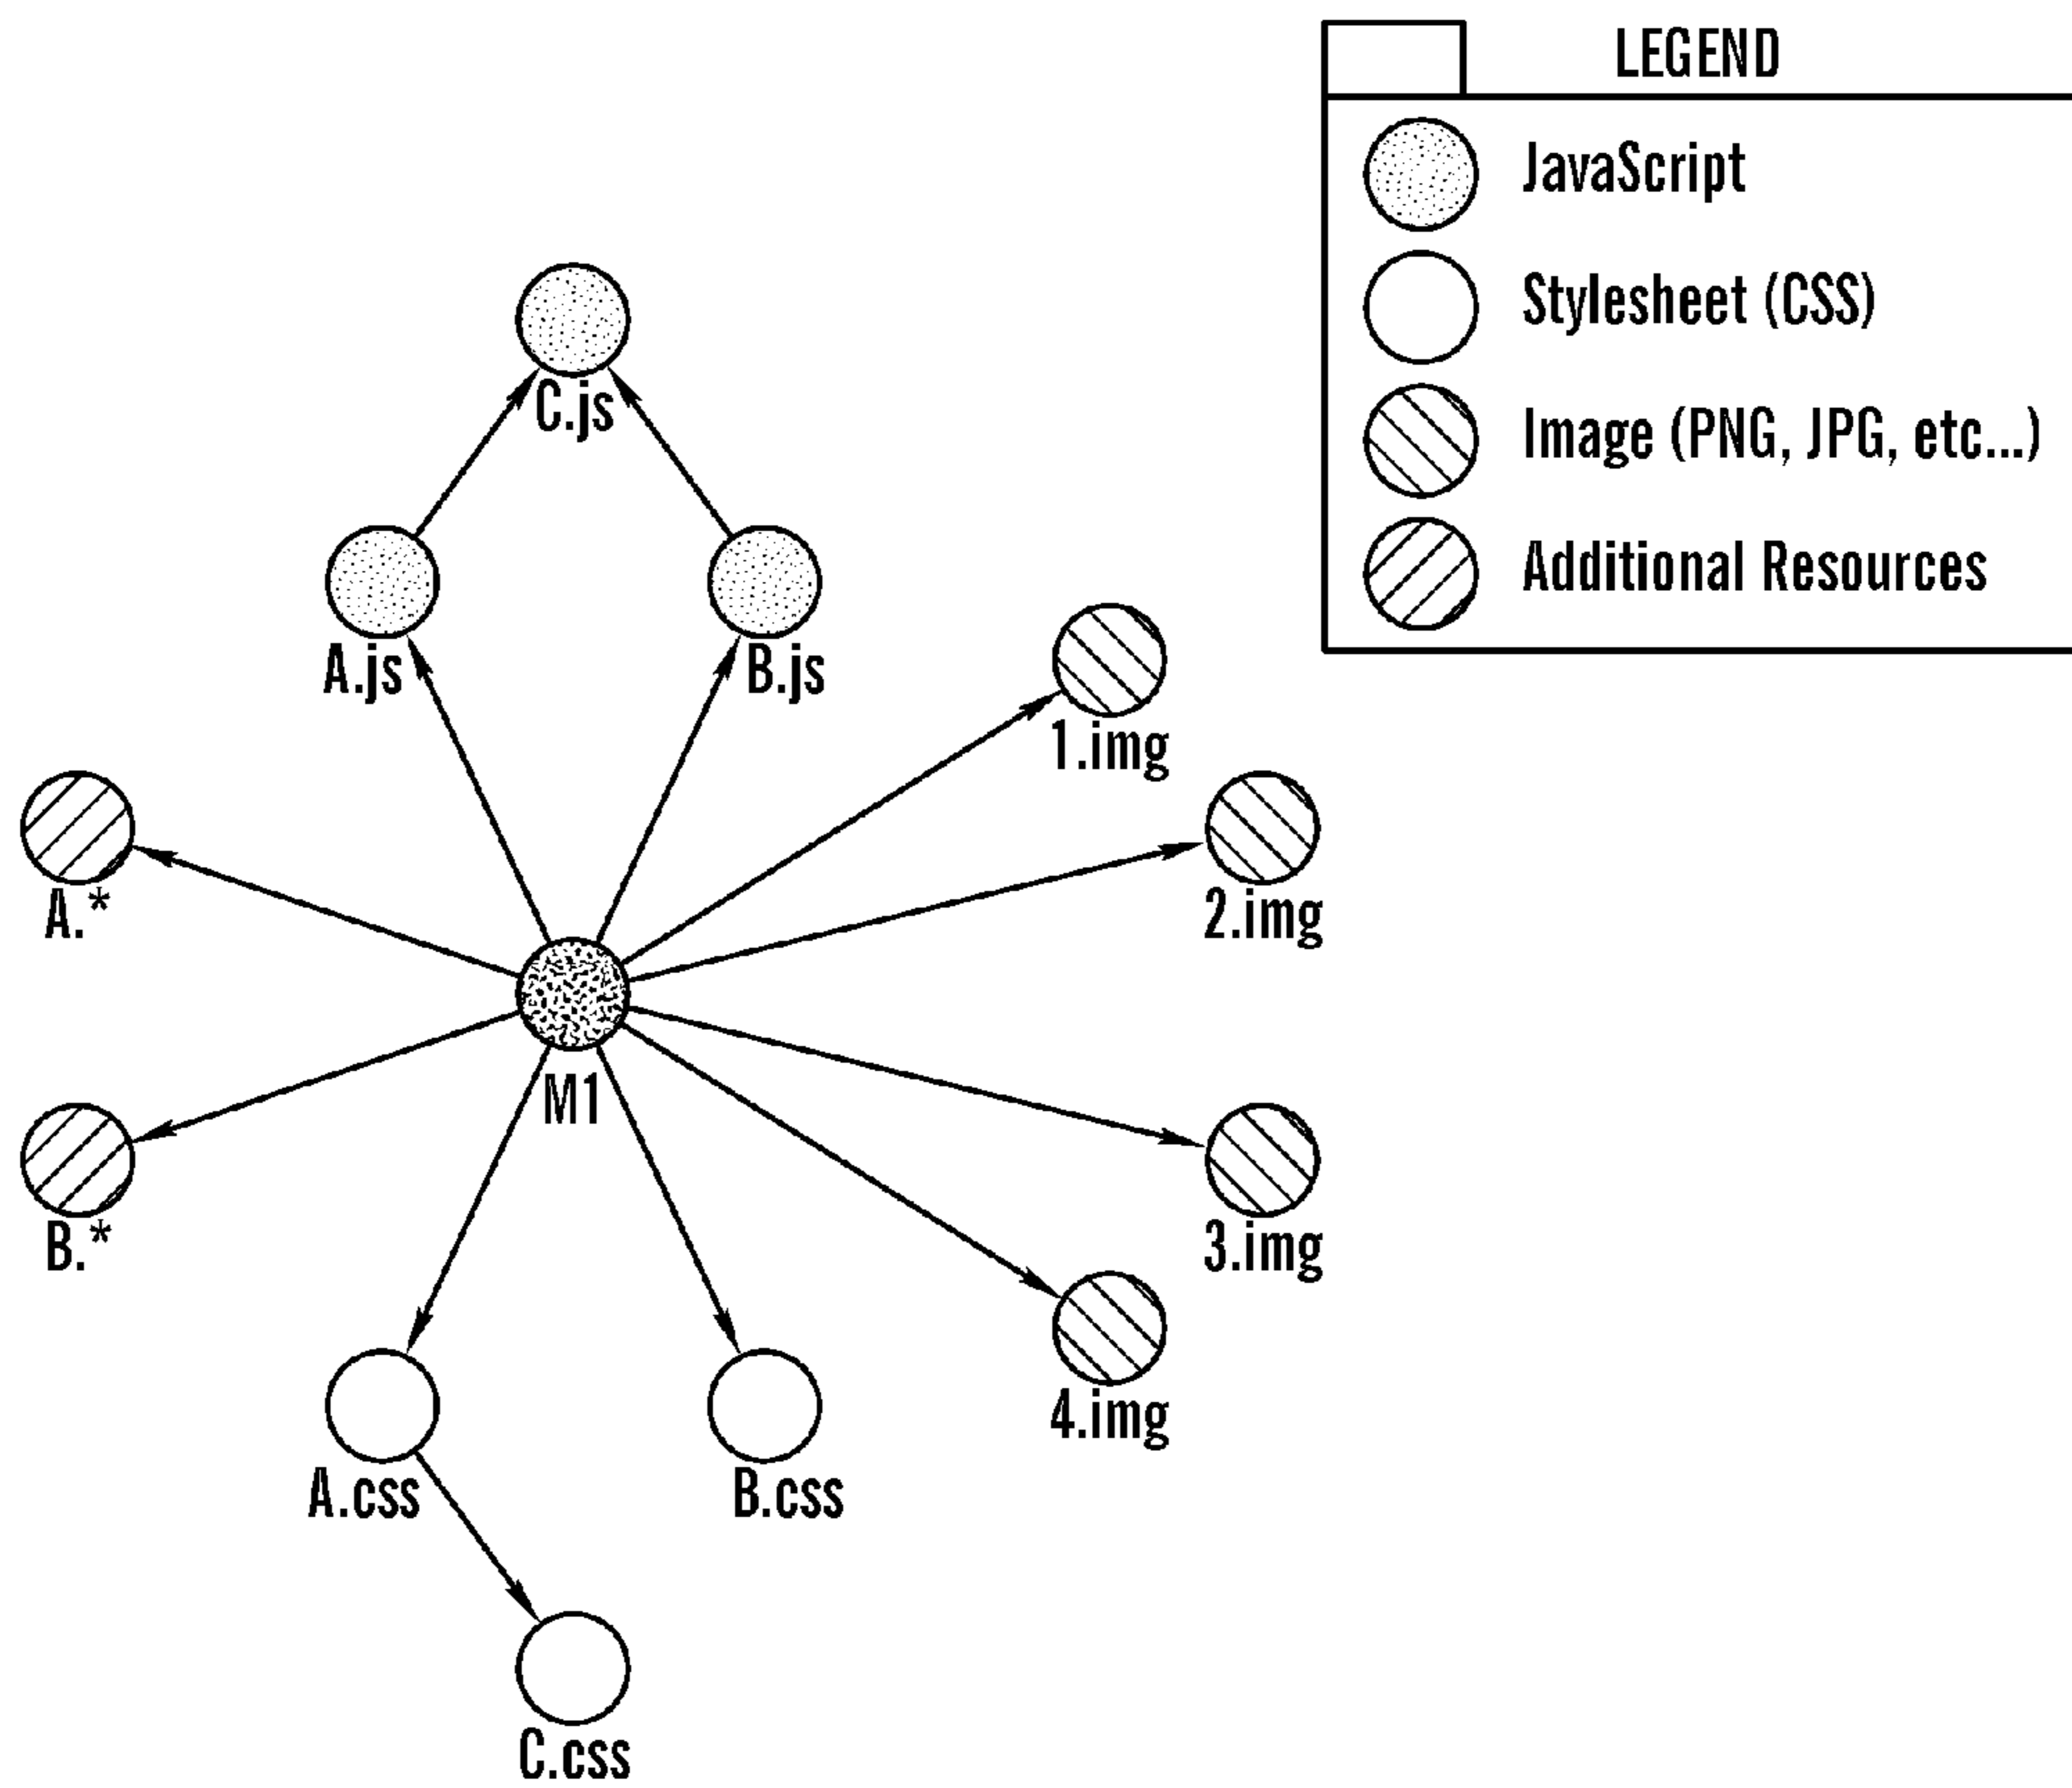 LEGEND
JavaScript
Stylesheet (CSS)
Image (PNG, JPG, etc...)
Additional Resources
C.js
A.js
B.js
1.img
A.*
2.img
M1
B.*
3.img
4.img
A.css
B.css
C.css